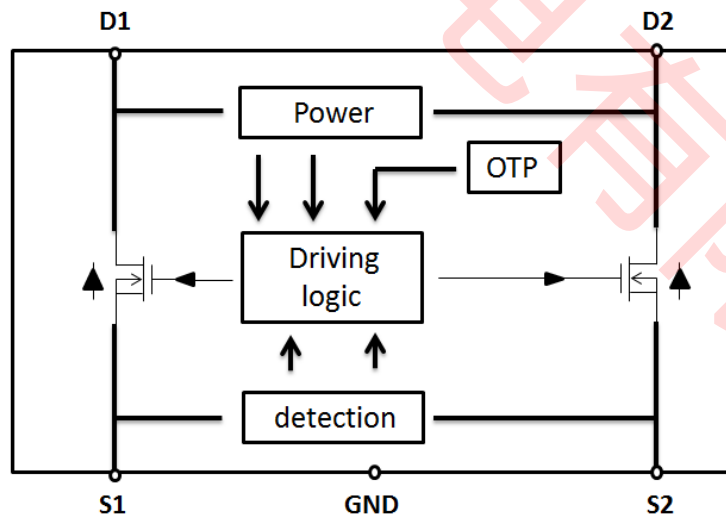 D1
D2
Power
OTP
Driving
logic
detection
S1
GND
S2